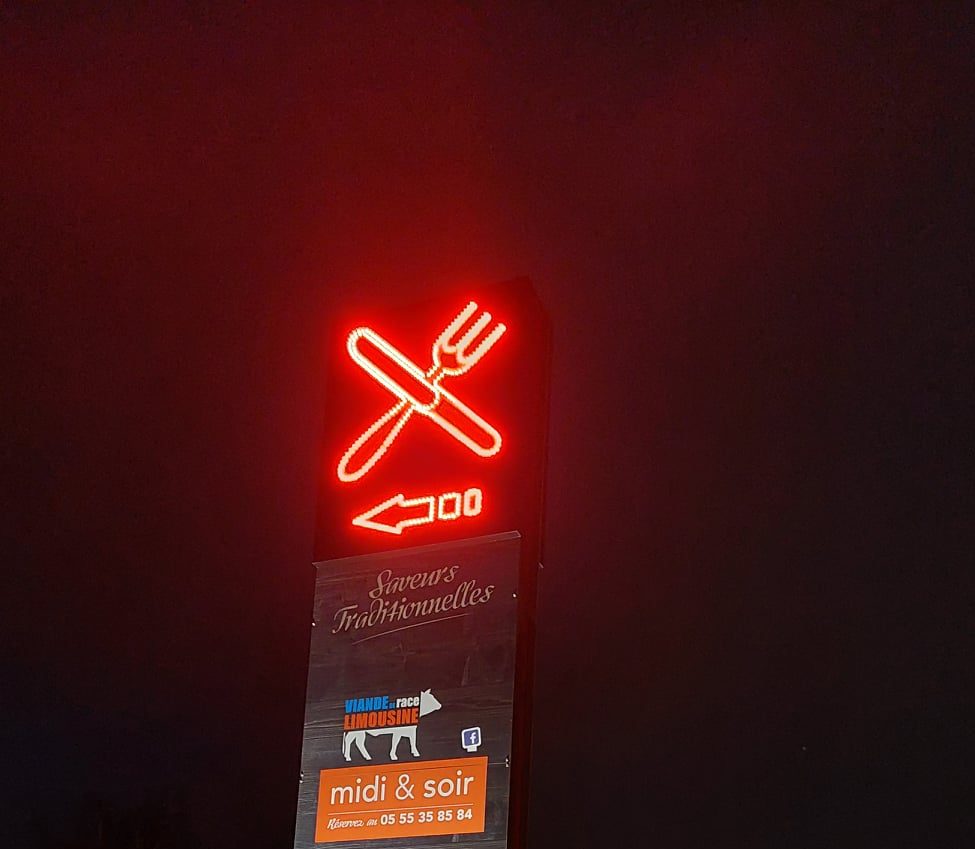 Saveurs
Traditionnelles
VIANDE DE race
LIMOUSINE
f
midi & soir
Réservez au 05 55 35 85 84